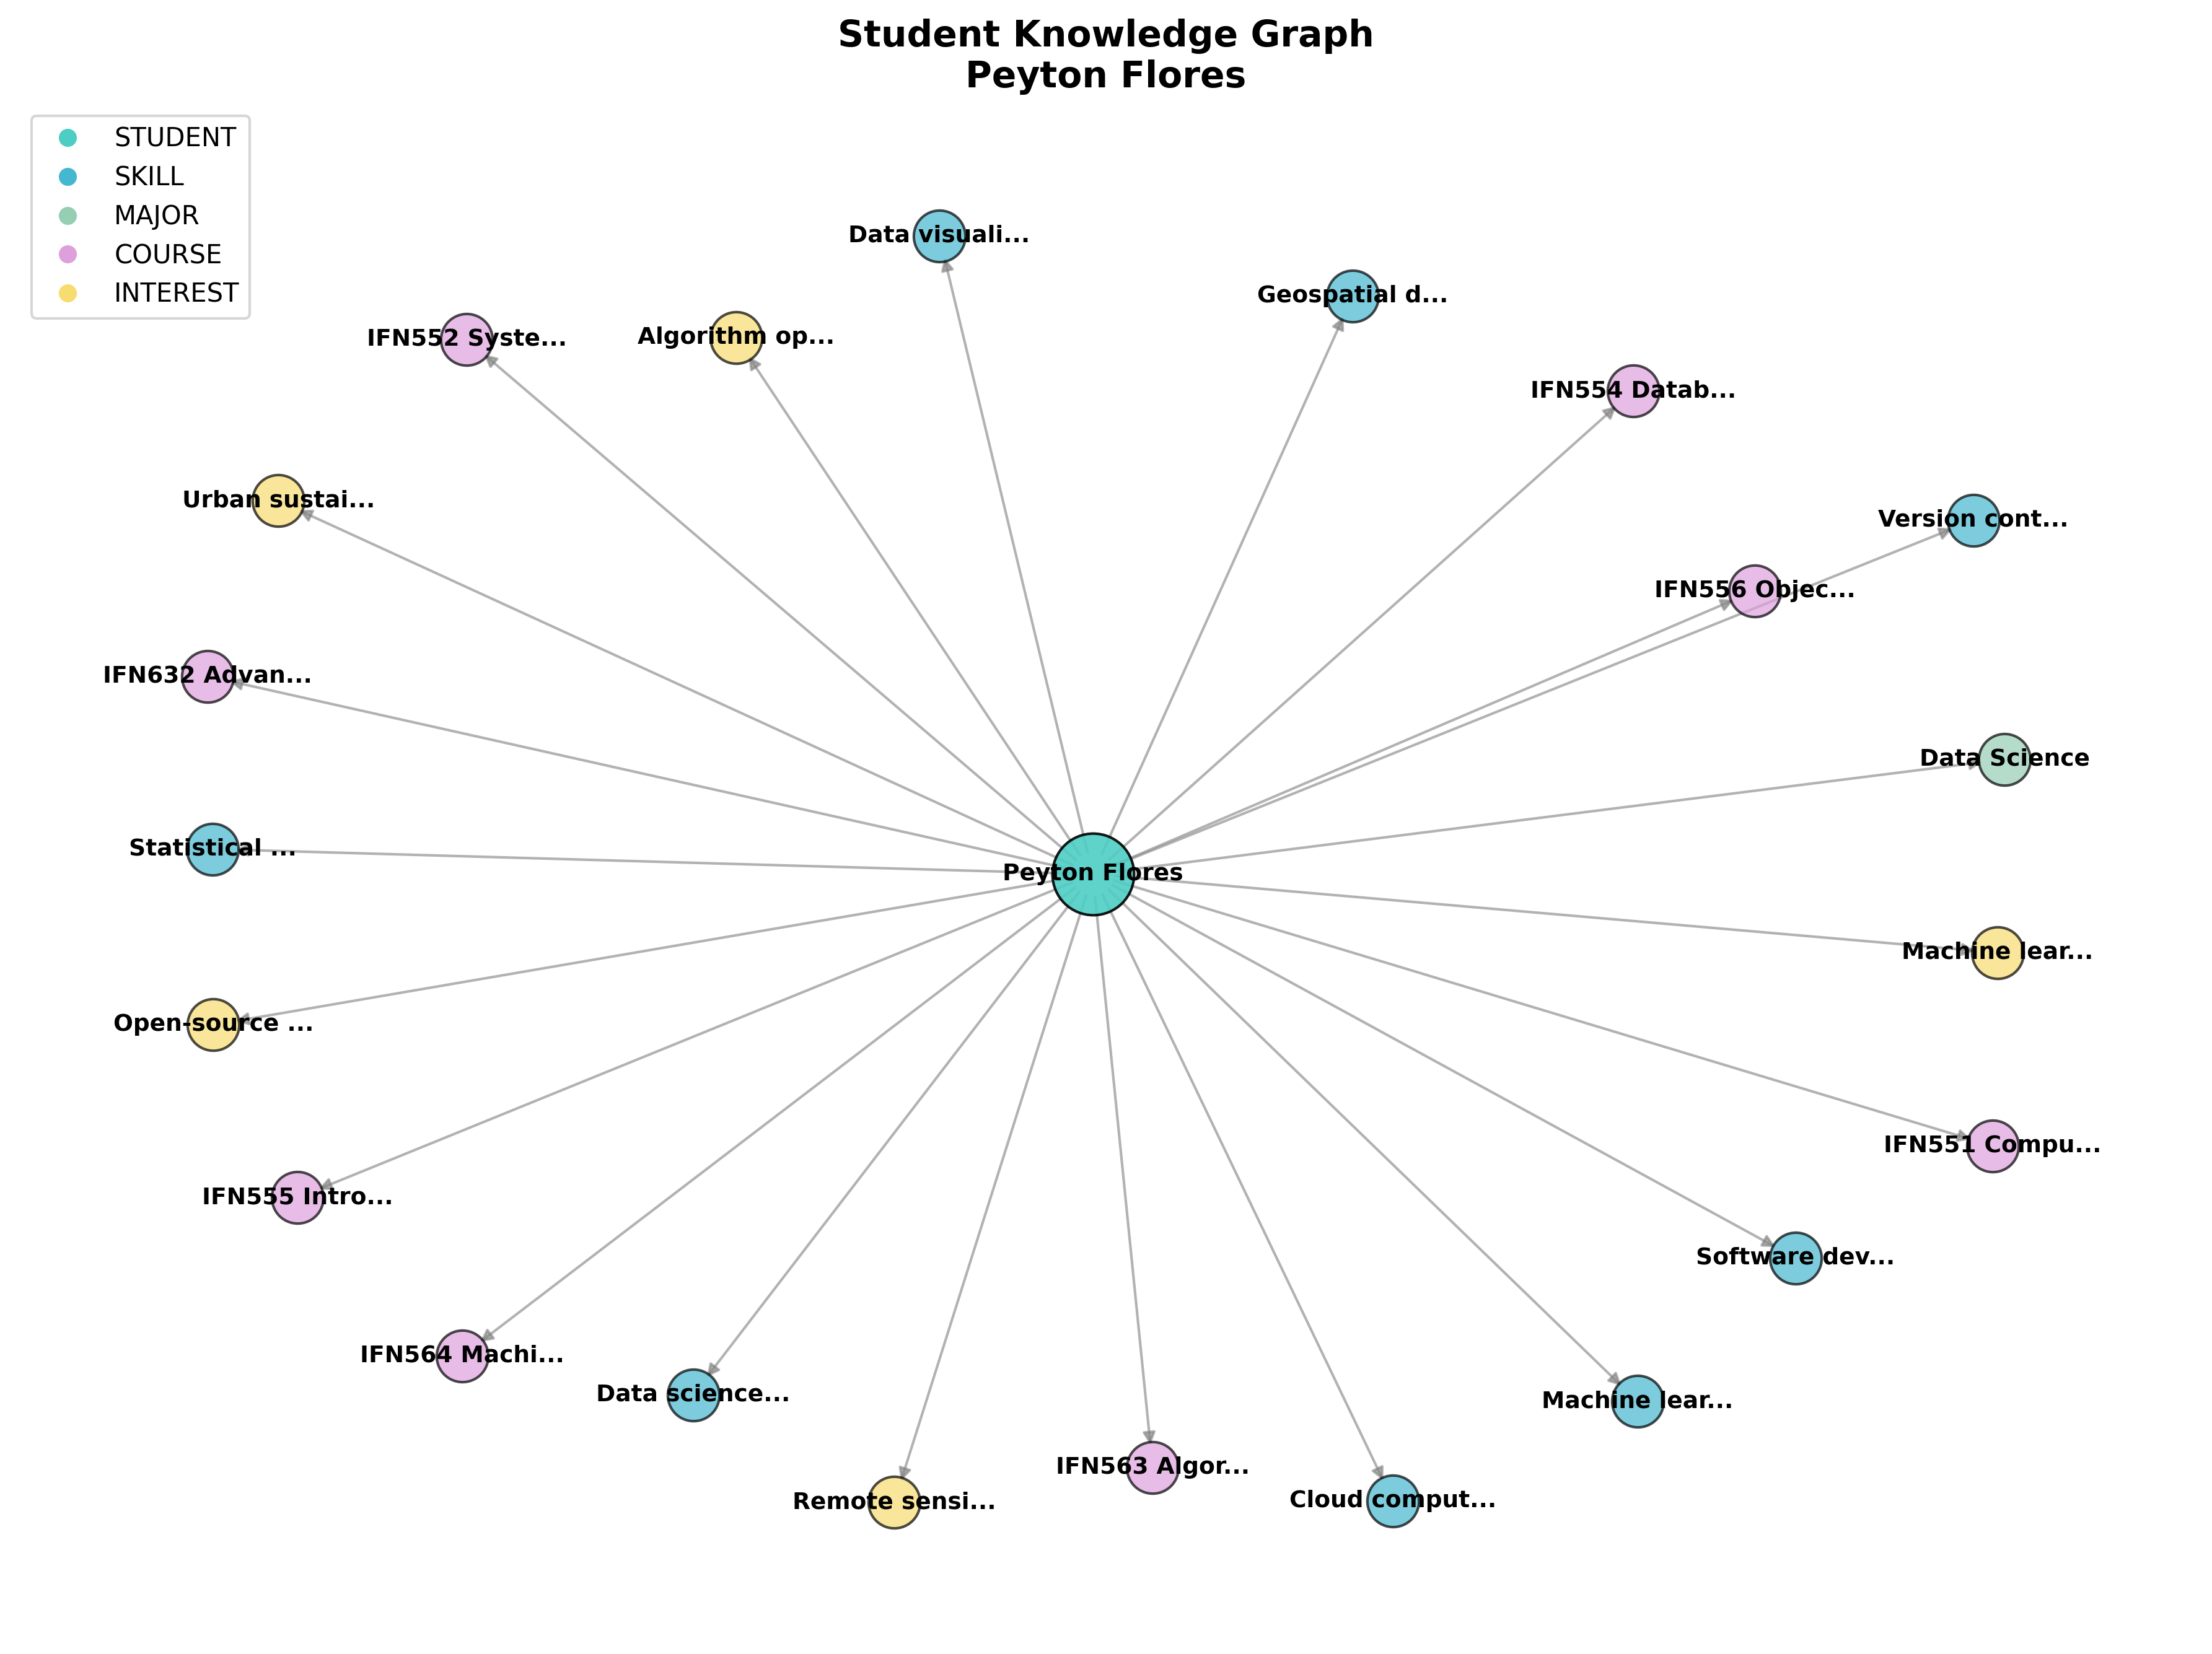 Student Knowledge Graph
Peyton Flores
STUDENT
SKILL
MAJOR
COURSE
INTEREST
Data visuali...
Geospatial d...
IFN552 Syste...
Algorithm op...
IFN554 Datab...
Urban sustai...
Version cont...
IFN556 Objec...
IFN632 Advan...
Data Science
Statistical ...
Peyton Flores
Machine lear...
Open-source ...
IFN551 Compu...
IFN555 Intro...
Software dev...
IFN564 Machi...
Data science...
Machine lear...
IFN563 Algor...
Remote sensi...
Cloud comput...